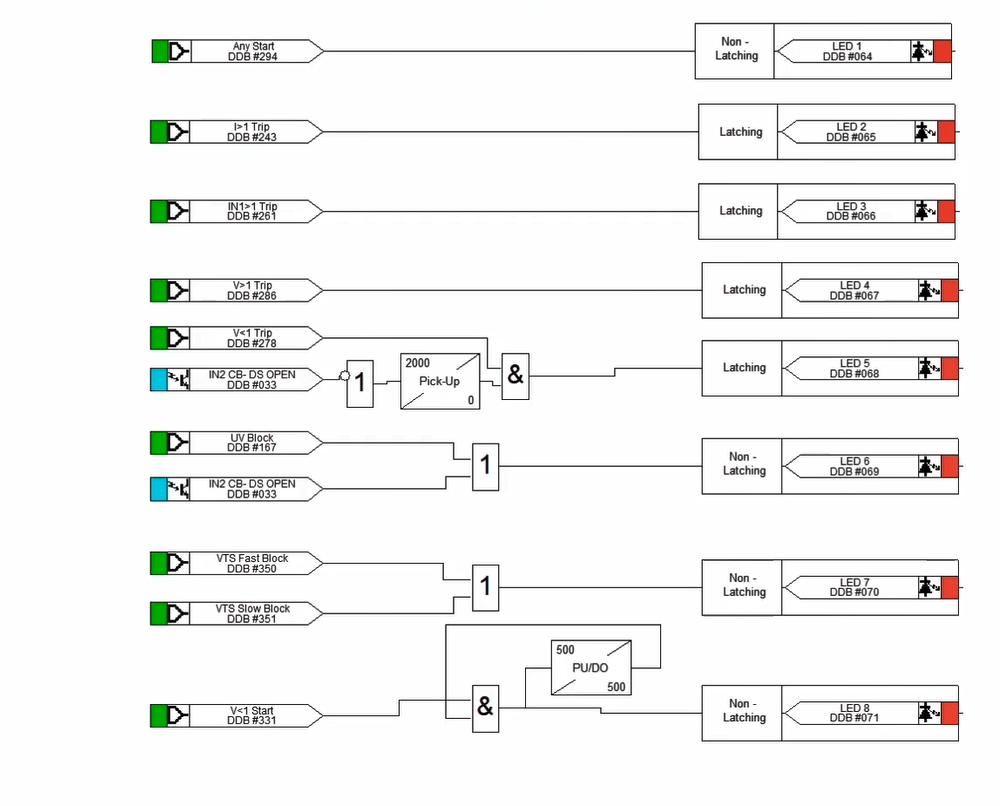 Any Start
DDB #294
Non -
Latching
LED 1
DDB #064
I>1 Trip
DDB #243
Latching
LED 2
DDB #065
IN1>1 Trip
DDB #261
Latching
LED 3
DDB #066
V>1 Trip
DDB #286
Latching
LED 4
DDB #067
V<1 Trip
DDB #278
IN2 CB- DS OPEN
DDB #033
1
2000
Pick-Up
0
&
Latching
LED 5
DDB #068
UV Block
DDB #167
IN2 CB- DS OPEN
DDB #033
1
Non -
Latching
LED 6
DDB #069
VTS Fast Block
DDB #350
VTS Slow Block
DDB #351
1
Non -
Latching
LED 7
DDB #070
500
PU/DO
500
V<1 Start
DDB #331
&
Non -
Latching
LED 8
DDB #071